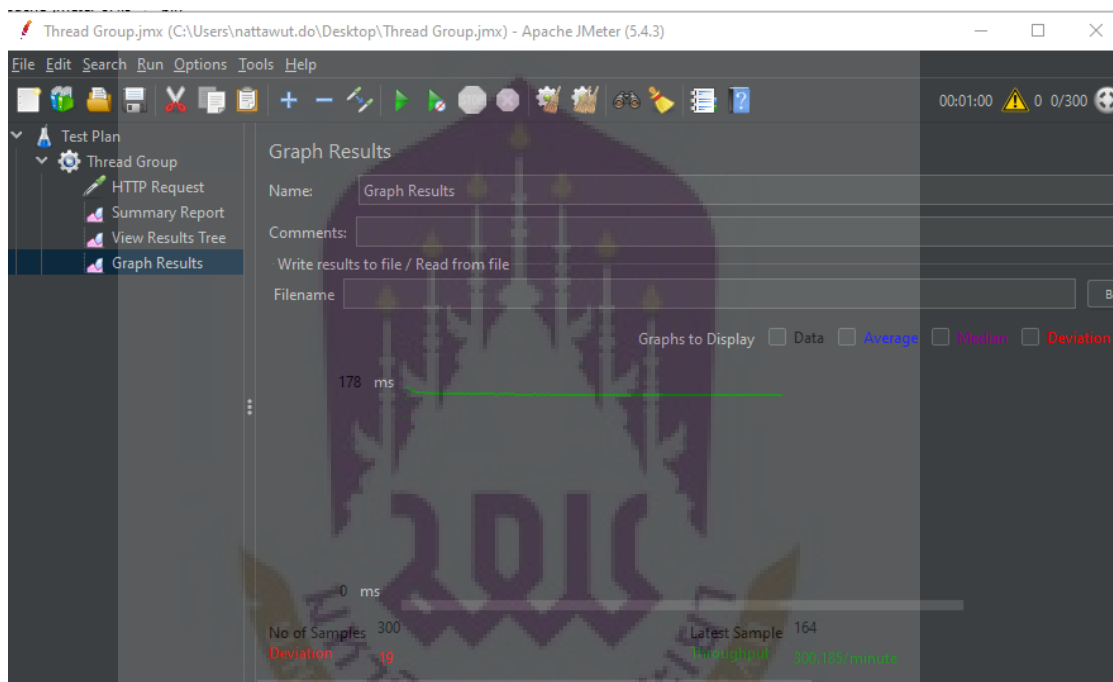 Thread Group.jmx (C:\Users\nattawut.do\Desktop\Thread Group.jmx) - Apache JMeter (5.4.3)
File Edit Search Run Options Tools Help
00:01:00 0 0/300
Test Plan
Thread Group
HTTP Request
Summary Report
View Results Tree
Graph Results
Graph Results
Name: Graph Results
Comments:
Write results to file / Read from file
Filename B
Graphs to Display Data Average Median Deviation
178 ms
0 ms
No of Samples 300 Latest Sample 164
Deviation 19 Throughput 300.185/minute